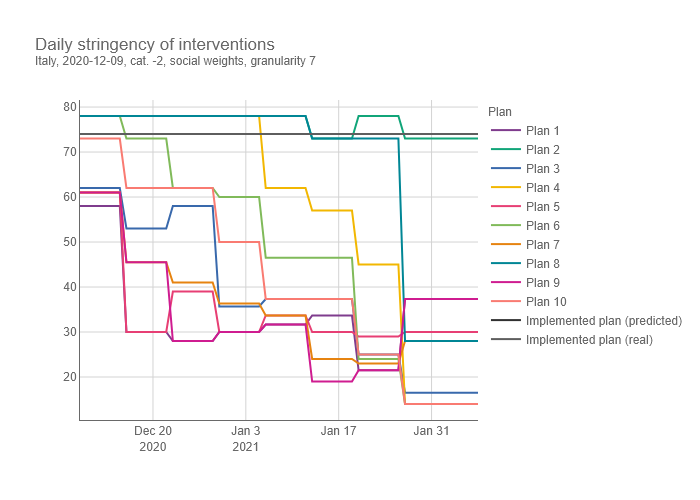 Daily stringency of interventions
Italy, 2020-12-09, cat. -2, social weights, granularity 7
80
70
60
50
40
30
20
Dec 20
2020
Jan 3
2021
Jan 17
Jan 31
Plan
Plan 1
Plan 2
Plan 3
Plan 4
Plan 5
Plan 6
Plan 7
Plan 8
Plan 9
Plan 10
Implemented plan (predicted)
Implemented plan (real)